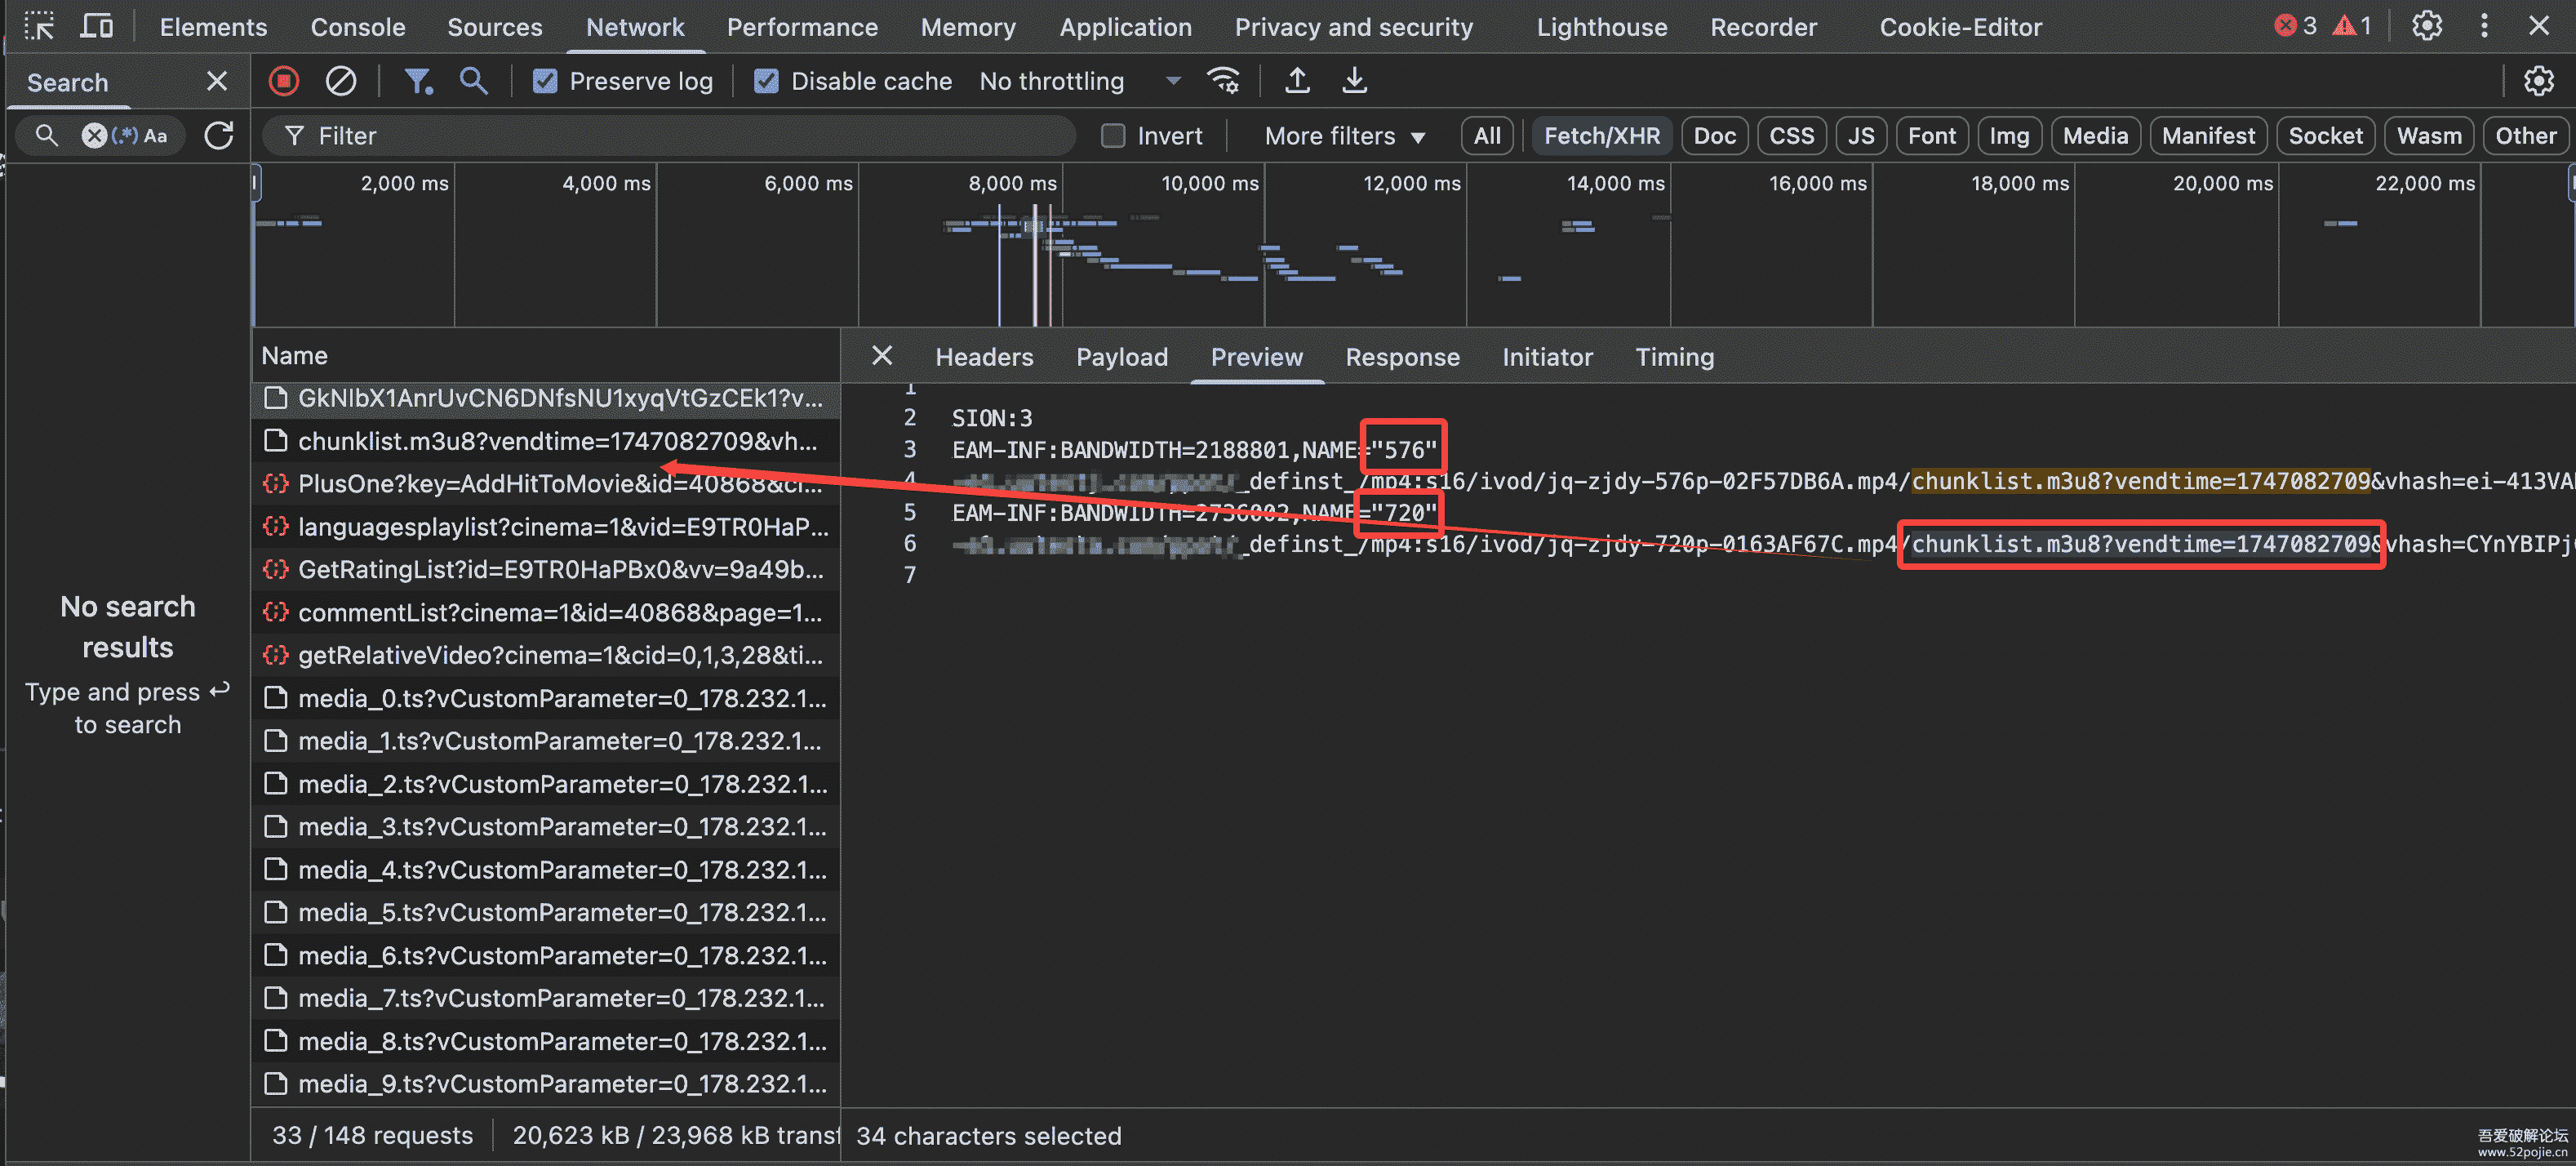 Elements Console Sources Network Performance Memory Application Privacy and security Lighthouse Recorder Cookie-Editor 3 1
Search
Preserve log Disable cache No throttling
(.*) Aa
Filter Invert More filters All Fetch/XHR Doc CSS JS Font Img Media Manifest Socket Wasm Other
2,000 ms 4,000 ms 6,000 ms 8,000 ms 10,000 ms 12,000 ms 14,000 ms 16,000 ms 18,000 ms 20,000 ms 22,000 ms
No search
results
Type and press
to search
Name
GkNIbX1AnrUvCN6DNfsNU1xyqVtGzCEk1?v...
chunklist.m3u8?vendtime=1747082709&vh...
PlusOne?key=AddHitToMovie&id=40868&ci...
languagesplaylist?cinema=1&vid=E9TR0HaP...
GetRatingList?id=E9TR0HaPBx0&vv=9a49b...
commentList?cinema=1&id=40868&page=1...
getRelativeVideo?cinema=1&cid=0,1,3,28&ti...
media_0.ts?vCustomParameter=0_178.232.1...
media_1.ts?vCustomParameter=0_178.232.1...
media_2.ts?vCustomParameter=0_178.232.1...
media_3.ts?vCustomParameter=0_178.232.1...
media_4.ts?vCustomParameter=0_178.232.1...
media_5.ts?vCustomParameter=0_178.232.1...
media_6.ts?vCustomParameter=0_178.232.1...
media_7.ts?vCustomParameter=0_178.232.1...
media_8.ts?vCustomParameter=0_178.232.1...
media_9.ts?vCustomParameter=0_178.232.1...
33 / 148 requests 20,623 kB / 23,968 kB transf
Headers Payload Preview Response Initiator Timing
1
2 SION:3
3 EAM-INF:BANDWIDTH=2188801,NAME="576"
4 _definst_/mp4:s16/ivod/jq-zjdy-576p-02F57DB6A.mp4/chunklist.m3u8?vendtime=1747082709&vhash=ei-413VA
5 EAM-INF:BANDWIDTH=2736002,NAME="720"
6 _definst_/mp4:s16/ivod/jq-zjdy-720p-0163AF67C.mp4/chunklist.m3u8?vendtime=1747082709&vhash=CYnYBIPj
7
34 characters selected
吾爱破解论坛
www.52pojie.cn